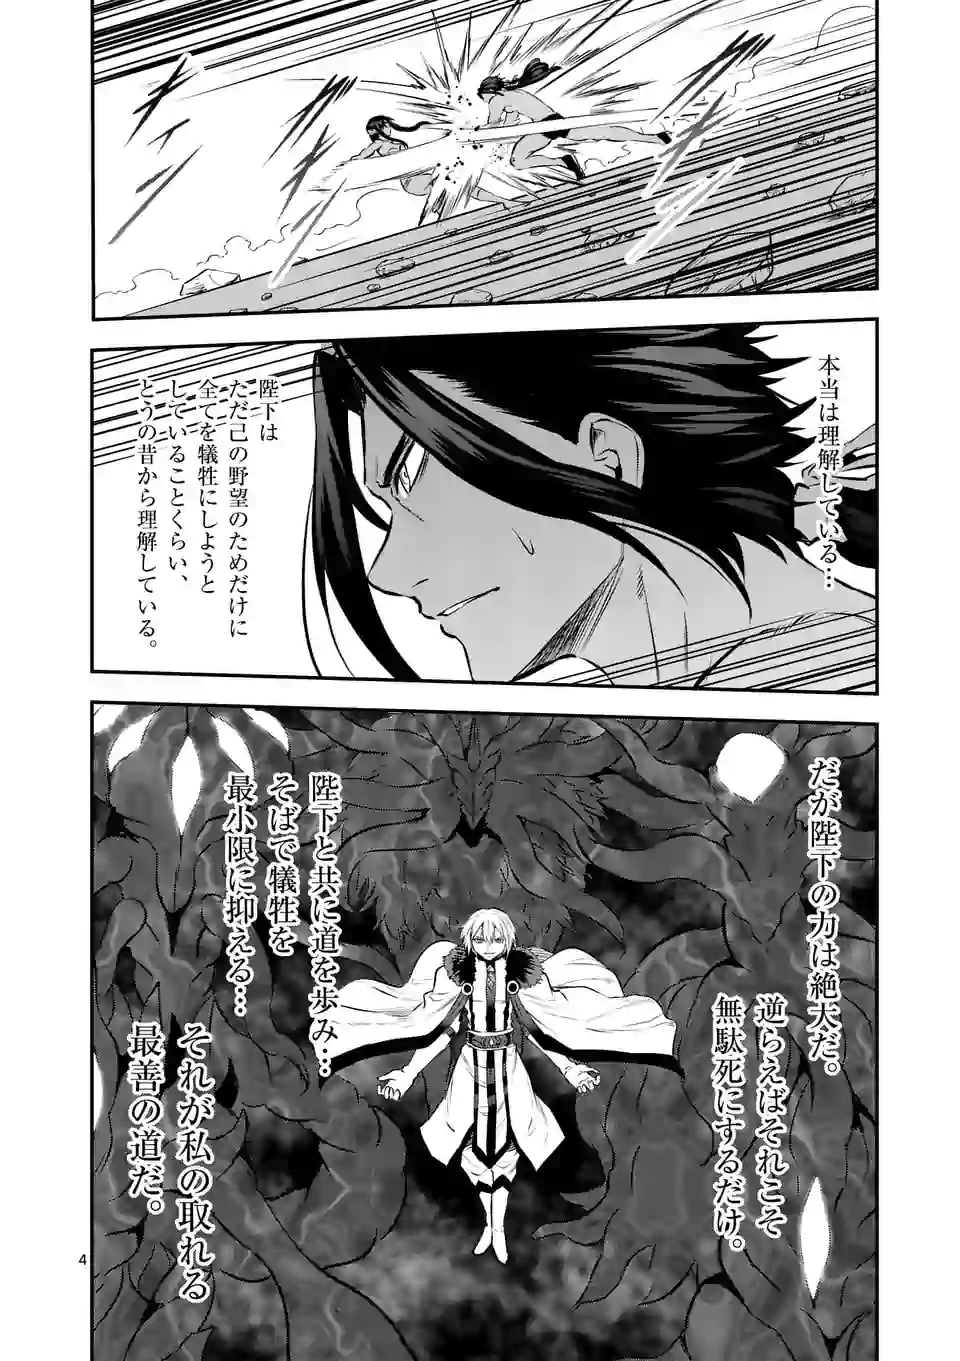 本当は理解している…
陛下は
ただ己の野望のためだけに
全てを犠牲にしようと
していることくらい、
とうの昔から理解している。
だが陛下の力は絶大だ。
逆らえばそれこそ
無駄死にするだけ。
陛下と共に道を歩み…
そばで犠牲を
最小限に抑える…
それが私の取れる
最善の道だ。
4